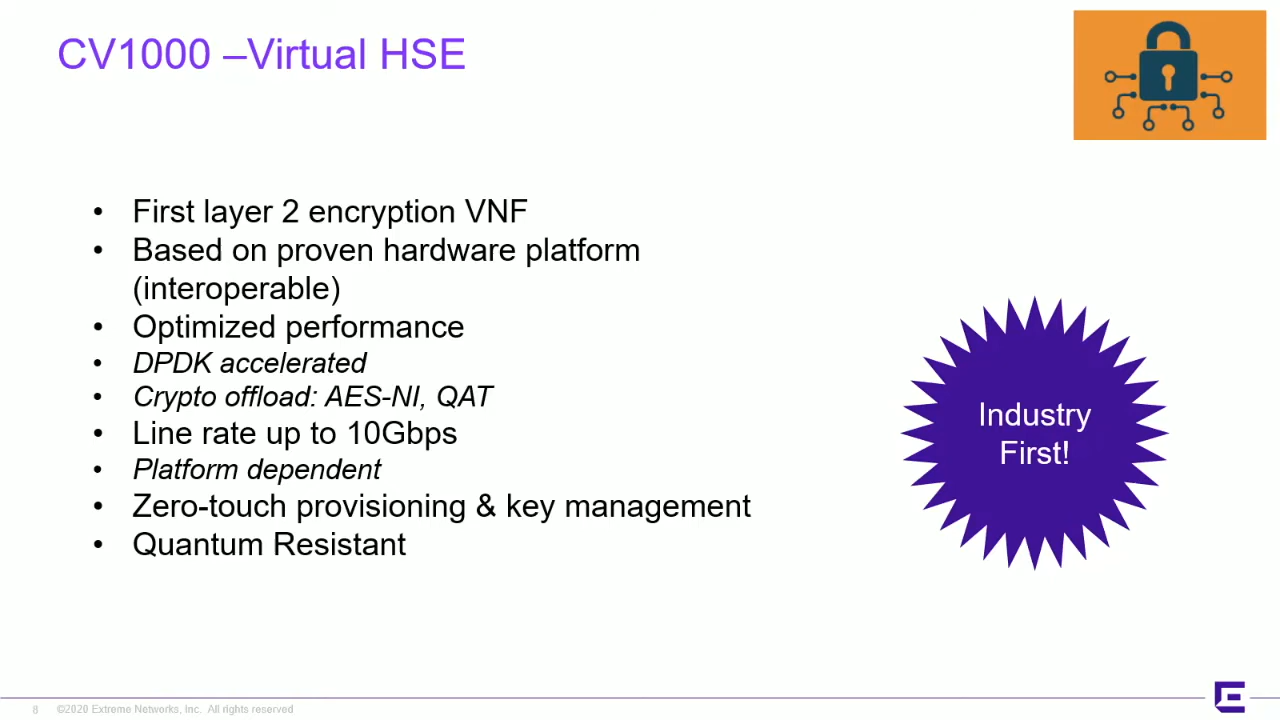 CV1000 –Virtual HSE
• First layer 2 encryption VNF
• Based on proven hardware platform
(interoperable)
• Optimized performance
• DPDK accelerated
• Crypto offload: AES-NI, QAT
• Line rate up to 10Gbps
• Platform dependent
• Zero-touch provisioning & key management
• Quantum Resistant
Industry
First!
8 ©2020 Extreme Networks, Inc. All rights reserved